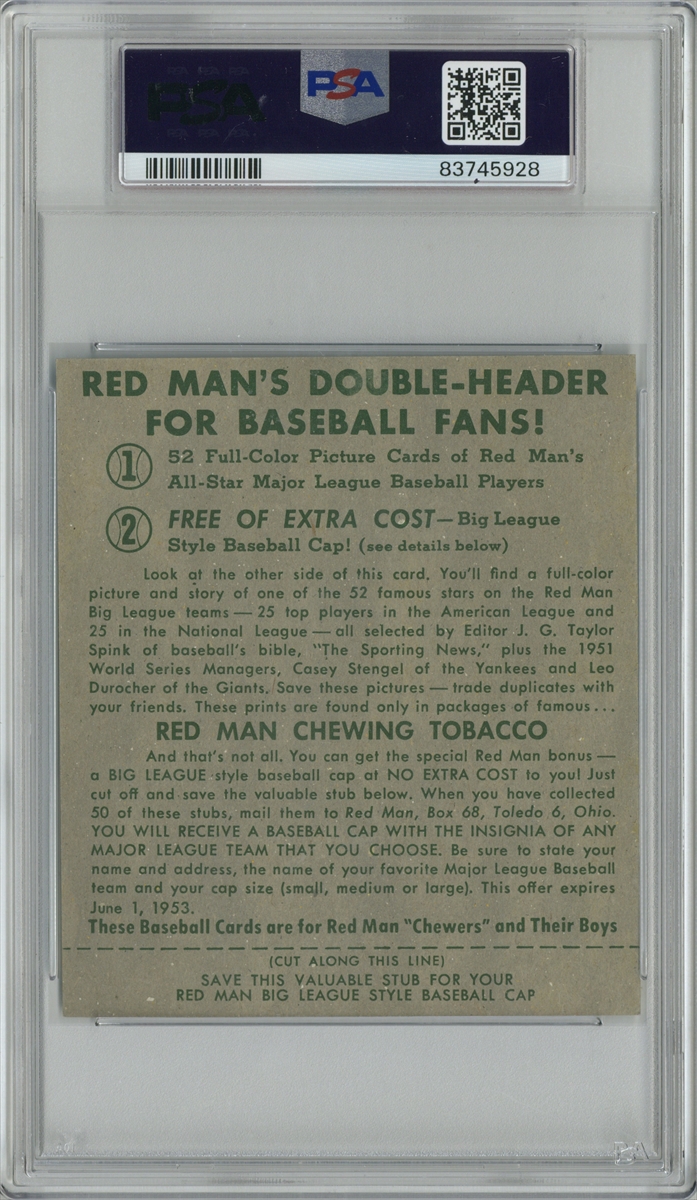 PSA
PSA
83745928
RED MAN'S DOUBLE-HEADER
FOR BASEBALL FANS!
1 52 Full-Color Picture Cards of Red Man's
All-Star Major League Baseball Players
2 FREE OF EXTRA COST—Big League
Style Baseball Cap! (see details below)
Look at the other side of this card. You'll find a full-color
picture and story of one of the 52 famous stars on the Red Man
Big League teams — 25 top players in the American League and
25 in the National League — all selected by Editor J. G. Taylor
Spink of baseball's bible, "The Sporting News," plus the 1951
World Series Managers, Casey Stengel of the Yankees and Leo
Durocher of the Giants. Save these pictures — trade duplicates with
your friends. These prints are found only in packages of famous...
RED MAN CHEWING TOBACCO
And that's not all. You can get the special Red Man bonus —
a BIG LEAGUE style baseball cap at NO EXTRA COST to you! Just
cut off and save the valuable stub below. When you have collected
50 of these stubs, mail them to Red Man, Box 68, Toledo 6, Ohio.
YOU WILL RECEIVE A BASEBALL CAP WITH THE INSIGNIA OF ANY
MAJOR LEAGUE TEAM THAT YOU CHOOSE. Be sure to state your
name and address, the name of your favorite Major League Baseball
team and your cap size (small, medium or large). This offer expires
June 1, 1953.
These Baseball Cards are for Red Man "Chewers" and Their Boys
(CUT ALONG THIS LINE)
SAVE THIS VALUABLE STUB FOR YOUR
RED MAN BIG LEAGUE STYLE BASEBALL CAP